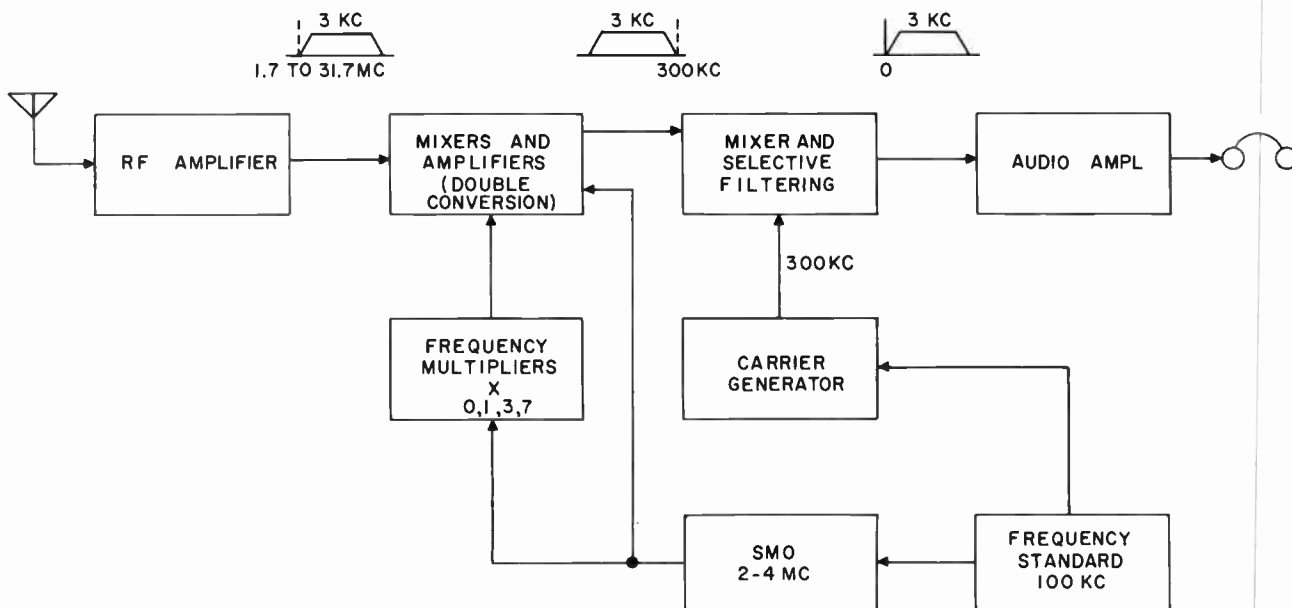 3 KC
1.7 TO 31.7MC
3 KC
300KC
3 KC
0
RF AMPLIFIER
MIXERS AND
AMPLIFIERS
(DOUBLE
CONVERSION)
MIXER AND
SELECTIVE
FILTERING
AUDIO AMPL
300KC
FREQUENCY
MULTIPLIERS
X
0,1,3,7
CARRIER
GENERATOR
SMO
2-4 MC
FREQUENCY
STANDARD
100 KC